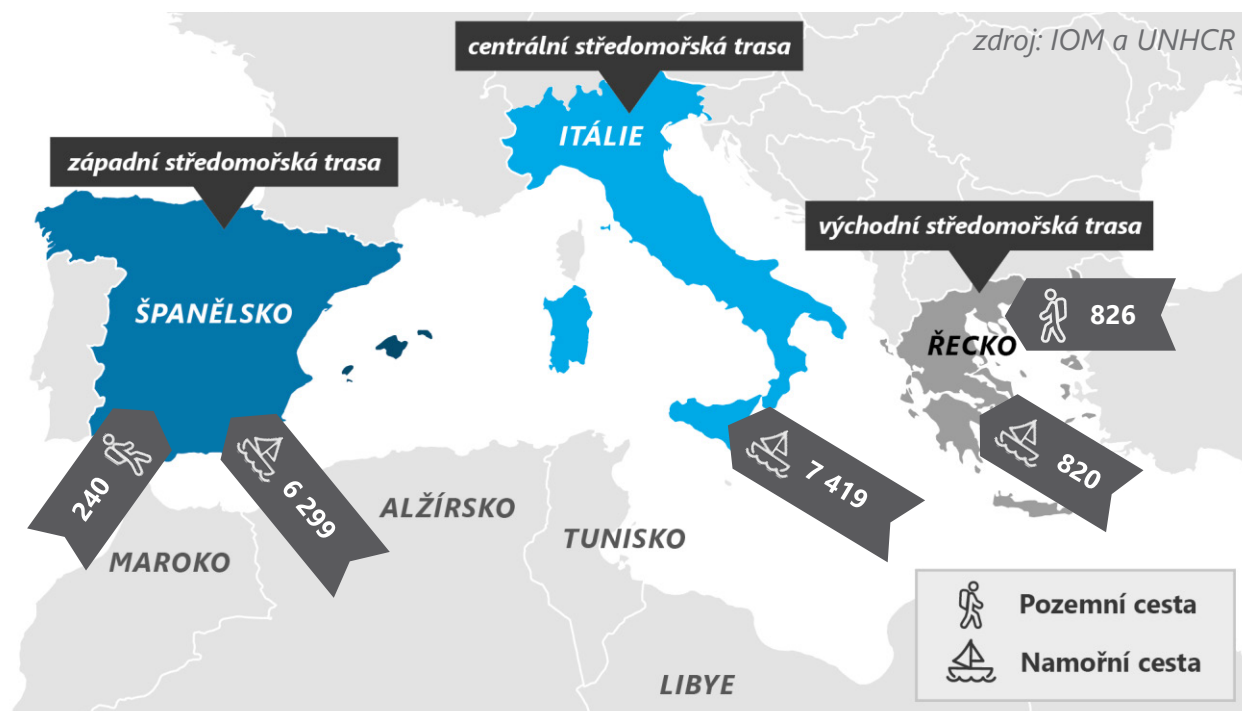 zdroj: IOM a UNHCR
centrální středomořská trasa
ITÁLIE
západní středomořská trasa
východní středomořská trasa
ŠPANĚLSKO
826
ŘECKO
240
6 299
7 419
820
ALŽÍRSKO
TUNISKO
MAROKO
LIBYE
Pozemní cesta
Namořní cesta